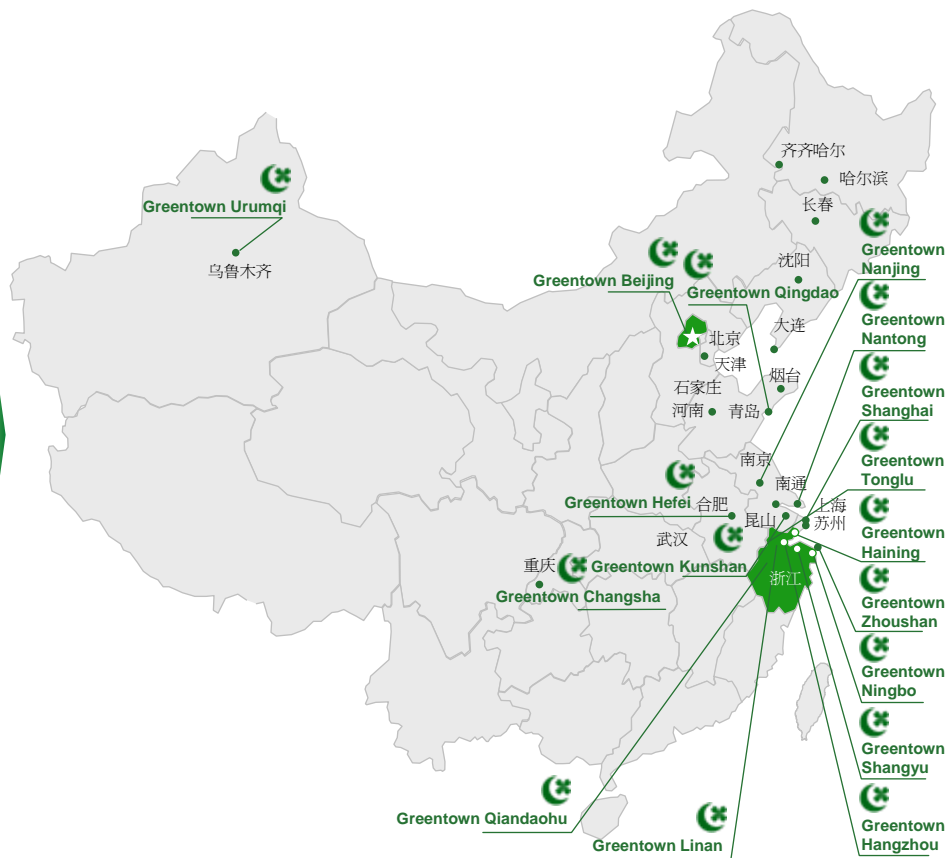 齐齐哈尔
哈尔滨
长春
Greentown Urumqi
乌鲁木齐
Greentown
Nanjing
沈阳
Greentown Beijing
Greentown Qingdao
Greentown
Nantong
大连
北京
天津
烟台
石家庄
Greentown
Shanghai
河南
青岛
南京
Greentown
Tonglu
南通
Greentown Hefei
合肥
上海
昆山
苏州
武汉
Greentown
Haining
重庆
Greentown Kunshan
浙江
Greentown Changsha
Greentown
Zhoushan
Greentown
Ningbo
Greentown
Shangyu
Greentown Qiandaohu
Greentown Linan
Greentown
Hangzhou